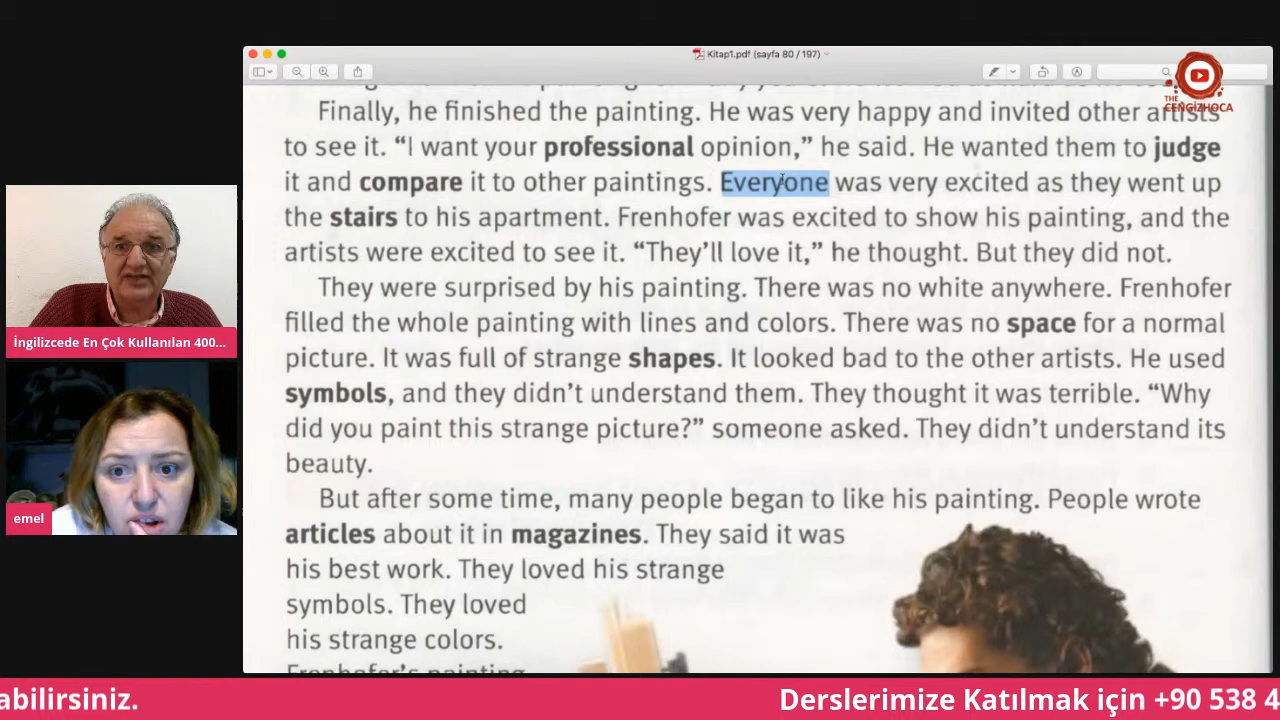 Kitap1.pdf (sayfa 80 / 197)
THE
CENGİZHOCA
Finally, he finished the painting. He was very happy and invited other artists
to see it. “I want your professional opinion,” he said. He wanted them to judge
it and compare it to other paintings. Everyone was very excited as they went up
the stairs to his apartment. Frenhofer was excited to show his painting, and the
artists were excited to see it. “They’ll love it,” he thought. But they did not.
They were surprised by his painting. There was no white anywhere. Frenhofer
filled the whole painting with lines and colors. There was no space for a normal
picture. It was full of strange shapes. It looked bad to the other artists. He used
symbols, and they didn’t understand them. They thought it was terrible. “Why
did you paint this strange picture?” someone asked. They didn’t understand its
beauty.
But after some time, many people began to like his painting. People wrote
articles about it in magazines. They said it was
his best work. They loved his strange
symbols. They loved
his strange colors.
Frenhofer’s painting
İngilizcede En Çok Kullanılan 400...
emel
abilirsiniz.
Derslerimize Katılmak için +90 538 4